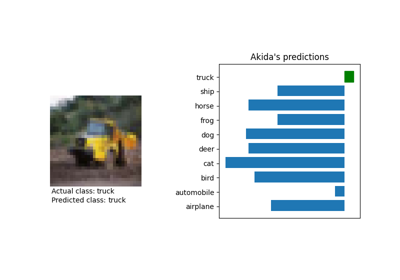 Akida's predictions
truck
ship
horse
frog
dog
deer
cat
bird
automobile
airplane
Actual class: truck
Predicted class: truck